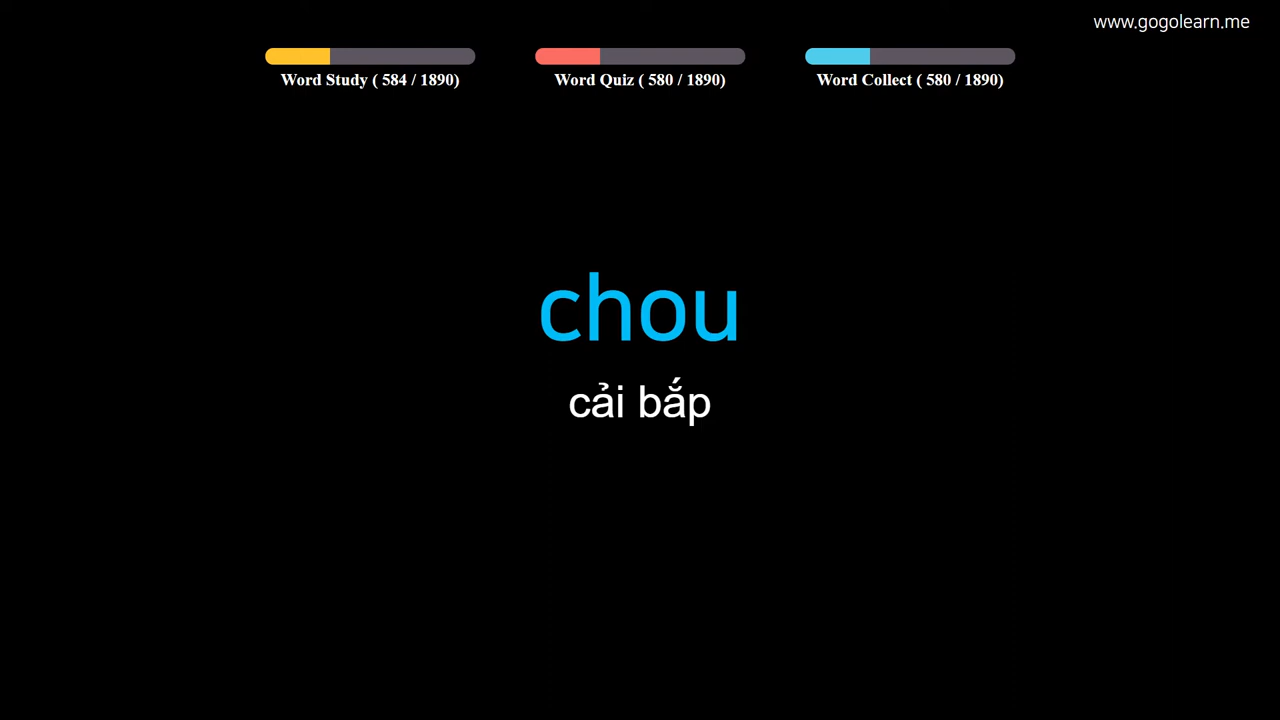 www.gogolearn.me
Word Study ( 584 / 1890)
Word Quiz ( 580 / 1890)
Word Collect ( 580 / 1890)
chou
cải bắp